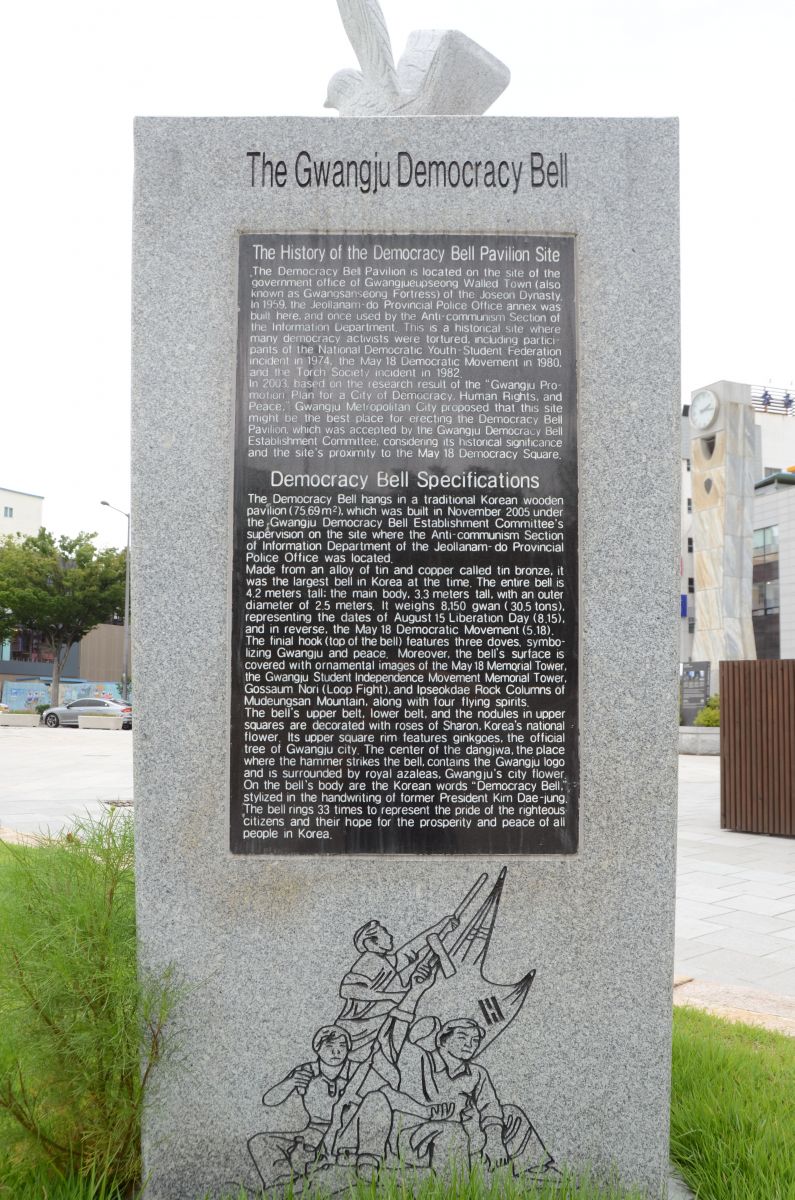 The Gwangju Democracy Bell
The History of the Democracy Bell Pavilion Site
The Democracy Bell Pavilion is located on the site of the
government office of Gwangjueupseong Walled Town (also
known as Gwangsanseong Fortress) of the Joseon Dynasty.
In 1959, the Jeollanam-do Provincial Police Office annex was
built here, and once used by the Anti-communism Section of
the Information Department. This is a historical site where
many democracy activists were tortured, including partici-
pants of the National Democratic Youth-Student Federation
incident in 1974, the May 18 Democratic Movement in 1980,
and the Torch Society incident in 1982.
In 2003, based on the research result of the "Gwangju Pro-
motion Plan for a City of Democracy, Human Rights, and
Peace," Gwangju Metropolitan City proposed that this site
might be the best place for erecting the Democracy Bell
Pavilion, which was accepted by the Gwangju Democracy Bell
Establishment Committee, considering its historical significance
and the site's proximity to the May 18 Democracy Square.
Democracy Bell Specifications
The Democracy Bell hangs in a traditional Korean wooden
pavilion (75.69 m²), which was built in November 2005 under
the Gwangju Democracy Bell Establishment Committee's
supervision on the site where the Anti-communism Section
of Information Department of the Jeollanam-do Provincial
Police Office was located.
Made from an alloy of tin and copper called tin bronze, it
was the largest bell in Korea at the time. The entire bell is
4.2 meters tall; the main body, 3.3 meters tall, with an outer
diameter of 2.5 meters. It weighs 8,150 gwan (30.5 tons),
representing the dates of August 15 Liberation Day (8.15),
and in reverse, the May 18 Democratic Movement (5.18).
The finial hook (top of the bell) features three doves, symbo-
lizing Gwangju and peace. Moreover, the bell's surface is
covered with ornamental images of the May 18 Memorial Tower,
the Gwangju Student Independence Movement Memorial Tower,
Gossaum Nori (Loop Fight), and Ipseokdae Rock Columns of
Mudeungsan Mountain, along with four flying spirits.
The bell's upper belt, lower belt, and the nodules in upper
squares are decorated with roses of Sharon, Korea's national
flower. Its upper square rim features ginkgoes, the official
tree of Gwangju city. The center of the dangjwa, the place
where the hammer strikes the bell, contains the Gwangju logo
and is surrounded by royal azaleas, Gwangju's city flower.
On the bell's body are the Korean words "Democracy Bell,"
stylized in the handwriting of former President Kim Dae-jung.
The bell rings 33 times to represent the pride of the righteous
citizens and their hope for the prosperity and peace of all
people in Korea.